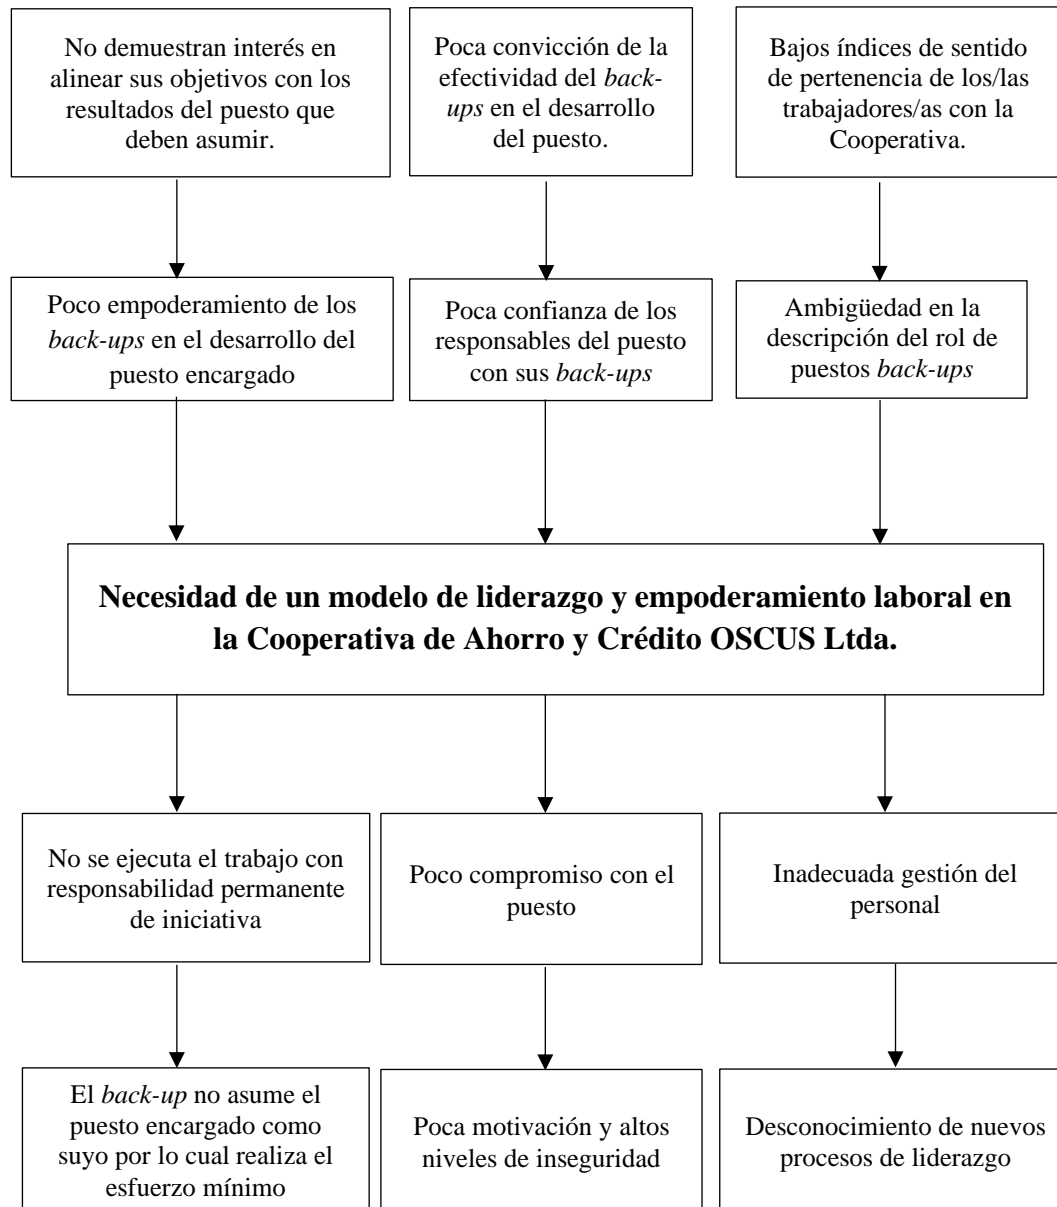 No demuestran interés en
alinear sus objetivos con los
resultados del puesto que
deben asumir.
Poca convicción de la
efectividad del back-
ups en el desarrollo
del puesto.
Bajos índices de sentido
de pertenencia de los/las
trabajadores/as con la
Cooperativa.
Poco empoderamiento de los
back-ups en el desarrollo del
puesto encargado
Poca confianza de los
responsables del puesto
con sus back-ups
Ambigüedad en la
descripción del rol de
puestos back-ups
Necesidad de un modelo de liderazgo y empoderamiento laboral en
la Cooperativa de Ahorro y Crédito OSCUS Ltda.
No se ejecuta el trabajo con
responsabilidad permanente
de iniciativa
Poco compromiso con el
puesto
Inadecuada gestión del
personal
El back-up no asume el
puesto encargado como
suyo por lo cual realiza el
esfuerzo mínimo
Poca motivación y altos
niveles de inseguridad
Desconocimiento de nuevos
procesos de liderazgo